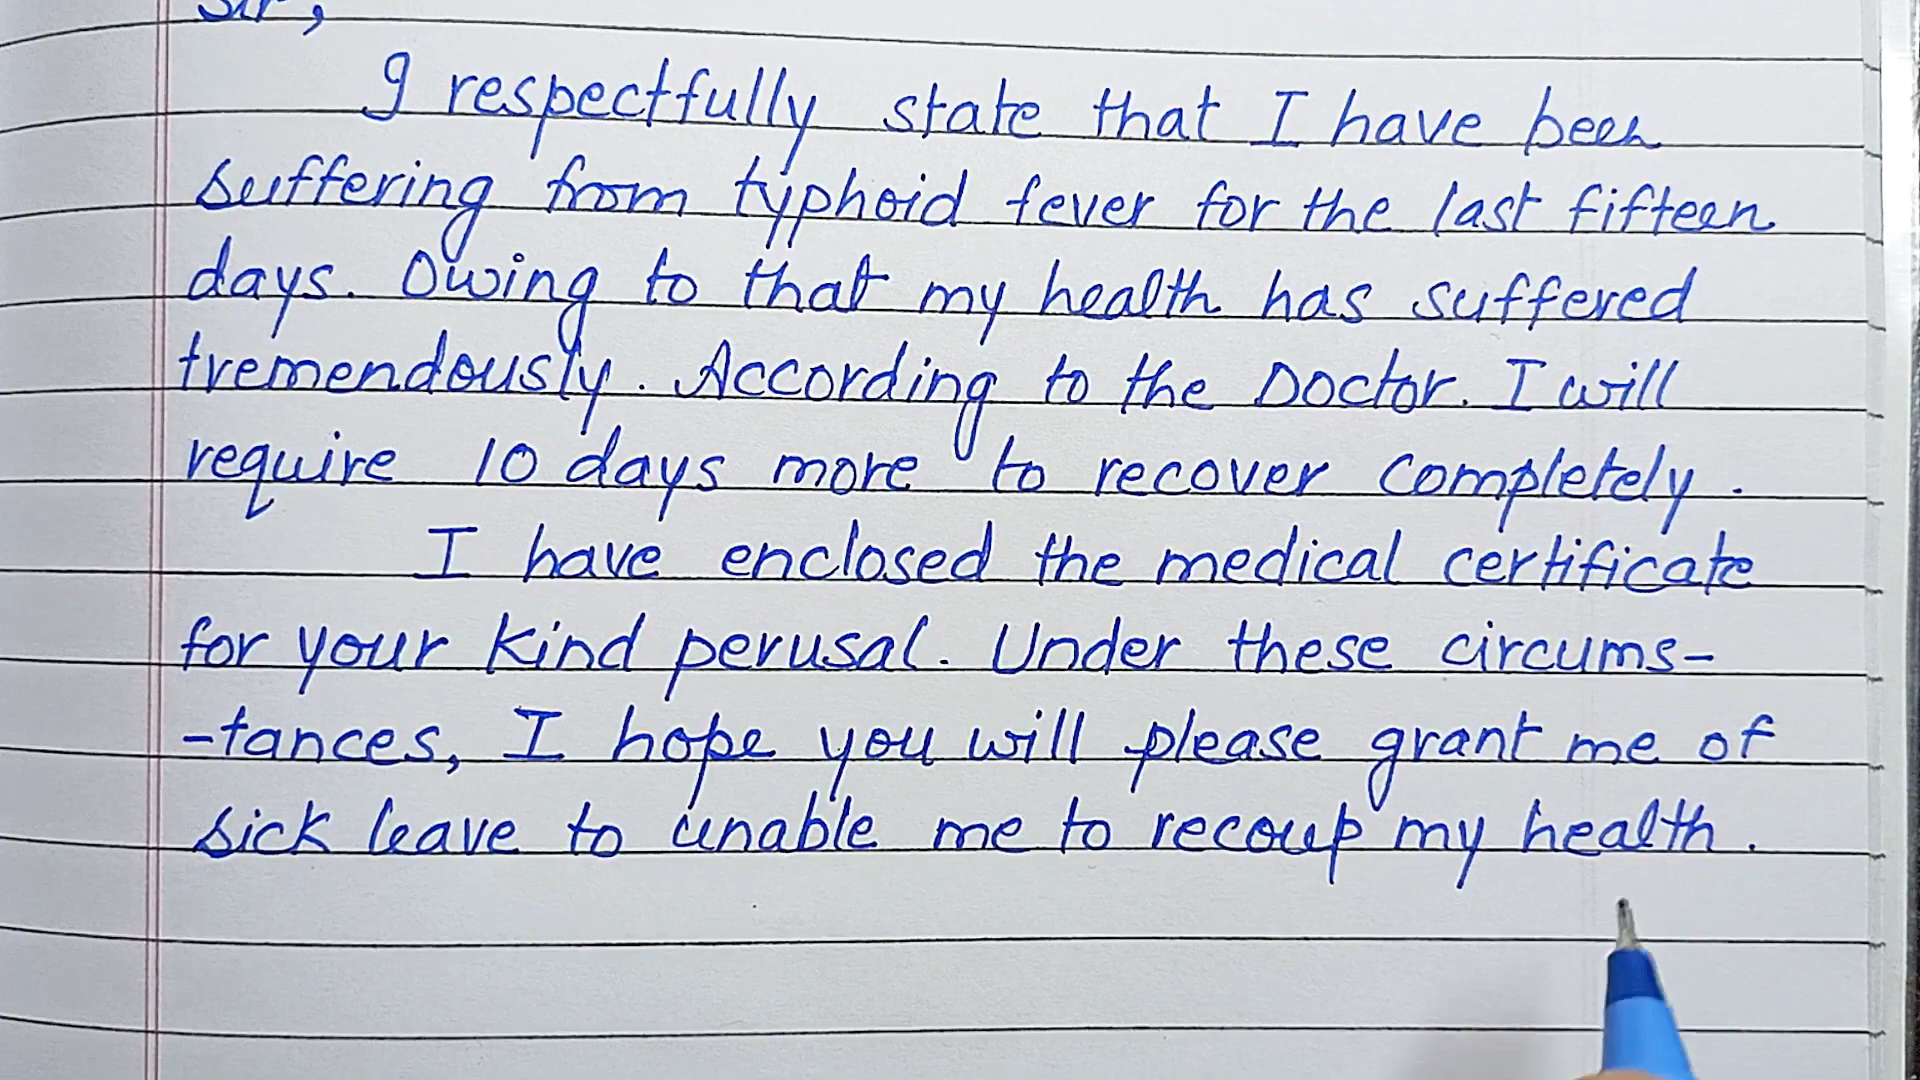 Sir,
I respectfully state that I have been
suffering from typhoid fever for the last fifteen
days. Owing to that my health has suffered
tremendously. According to the Doctor. I will
require 10 days more to recover completely.
I have enclosed the medical certificate
for your kind perusal. Under these circums-
-tances, I hope you will please grant me of
sick leave to unable me to recoup my health.